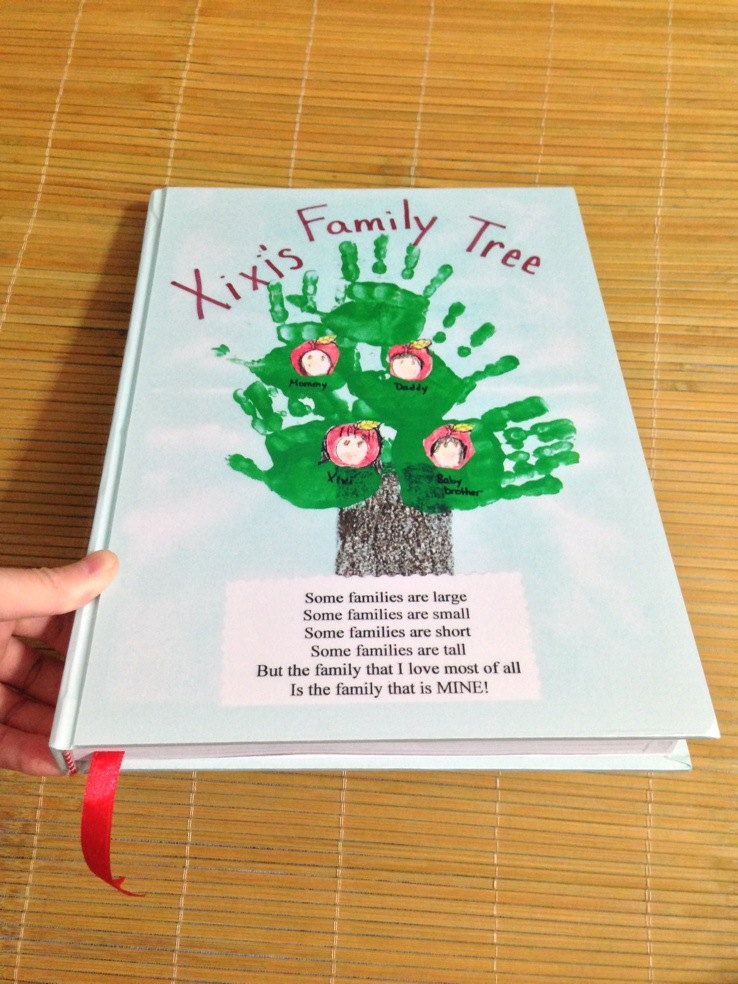 Xixi's Family Tree
Mommy Daddy
Xixi Baby
brother
Some families are large
Some families are small
Some families are short
Some families are tall
But the family that I love most of all
Is the family that is MINE!